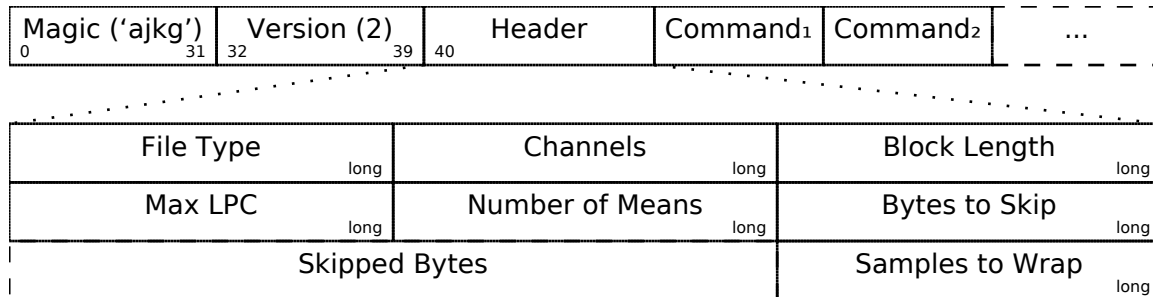 Magic (‘ajkg’) Version (2) Header Command₁ Command₂ ...
0 31 32 39 40
File Type Channels Block Length
long long long
Max LPC Number of Means Bytes to Skip
long long long
Skipped Bytes Samples to Wrap
long